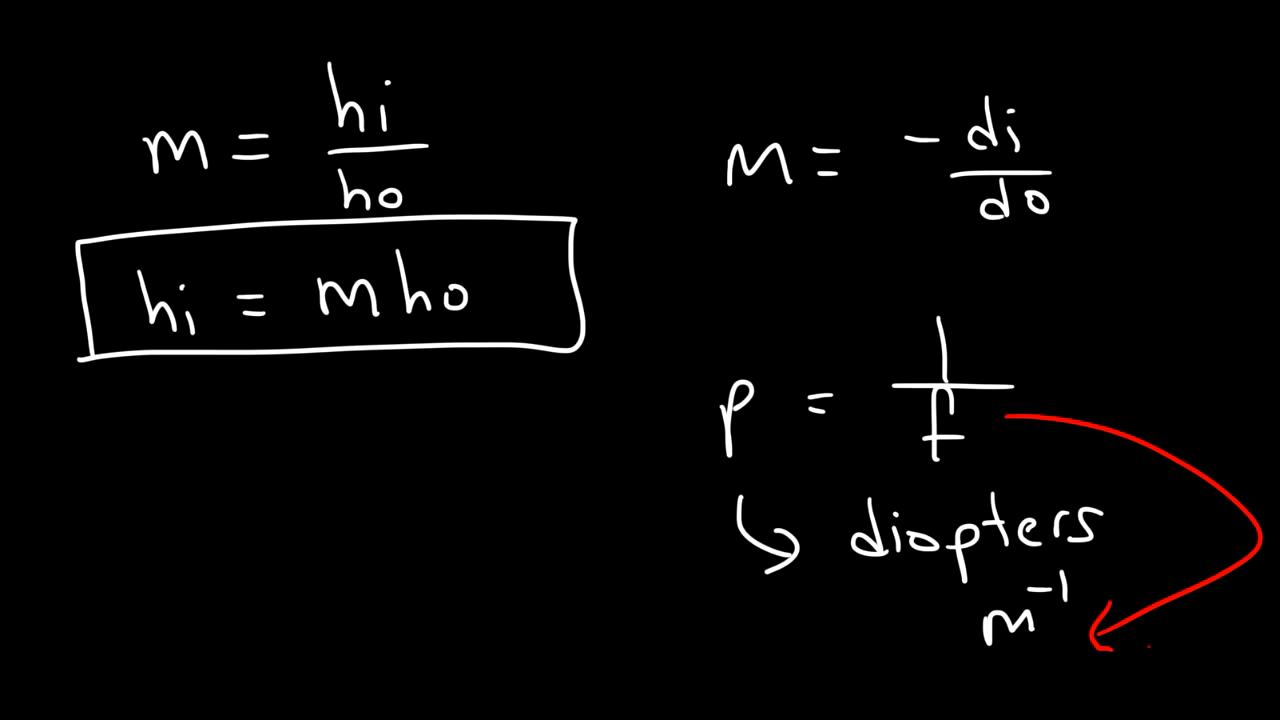 m = hi/ho
hi = mho
M = - di/do
P = 1/f
diopters
m⁻¹